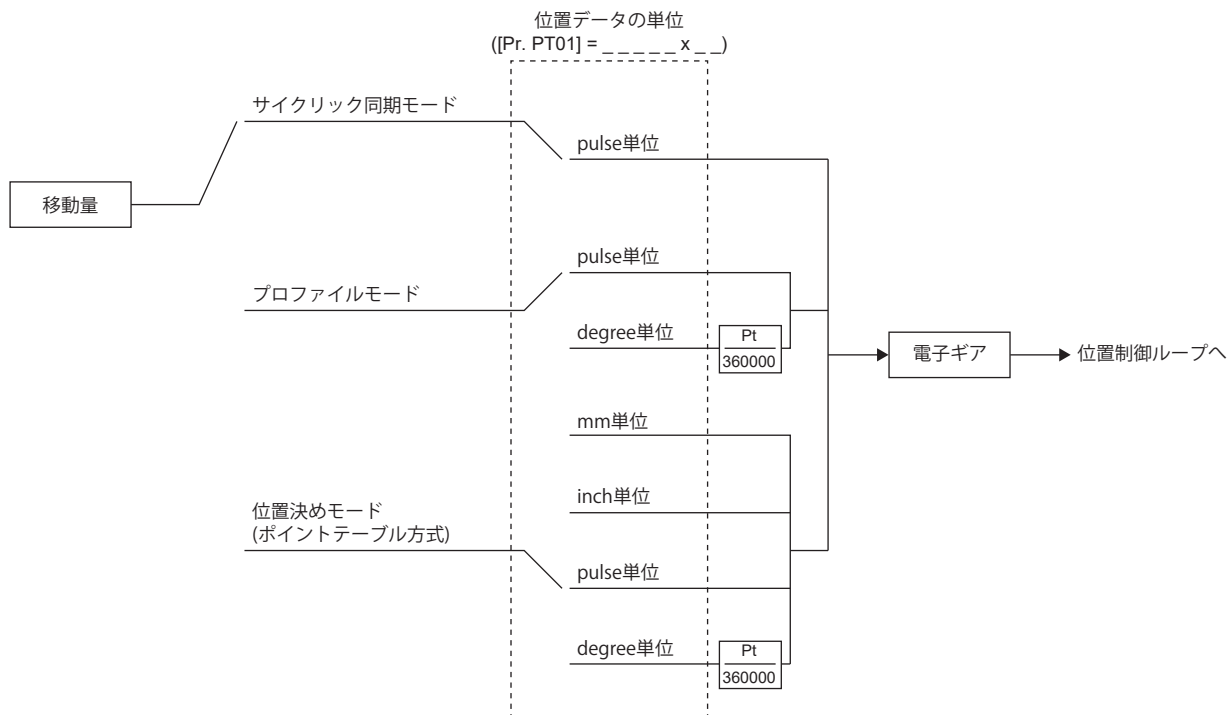 位置データの単位
([Pr. PT01] = _ _ _ _ _ x _ _)
サイクリック同期モード
pulse単位
移動量
pulse単位
プロファイルモード
degree単位
Pt
360000
電子ギア
位置制御ループへ
mm単位
inch単位
位置決めモード
(ポイントテーブル方式)
pulse単位
degree単位
Pt
360000